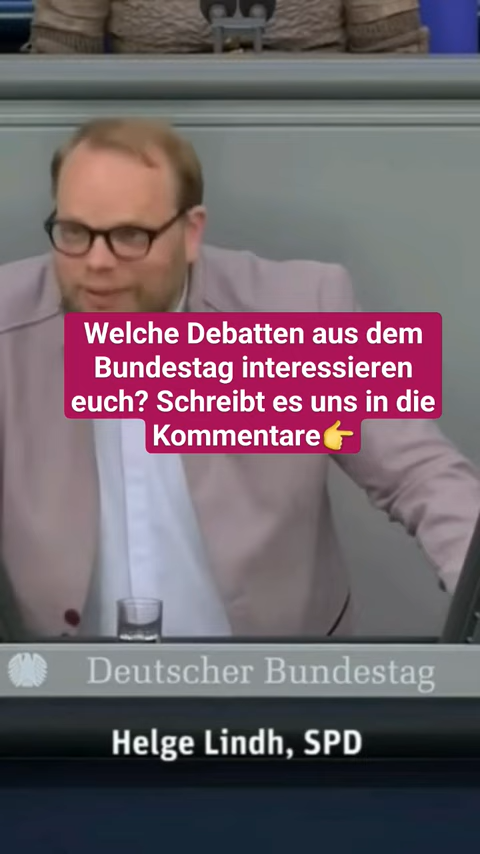 Welche Debatten aus dem
Bundestag interessieren
euch? Schreibt es uns in die
Kommentare👉
Deutscher Bundestag
Helge Lindh, SPD